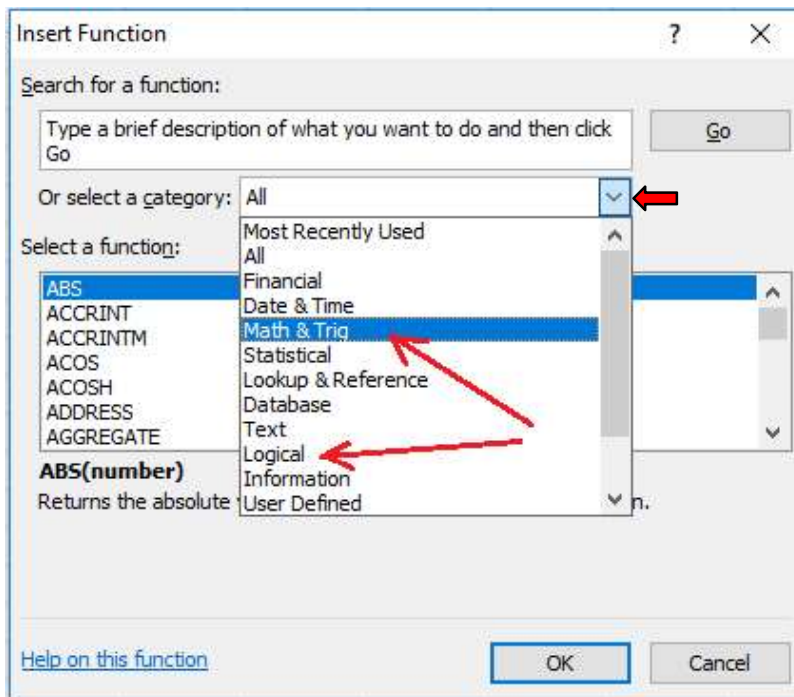 Insert Function
?
Search for a function:
Type a brief description of what you want to do and then click
Go
Go
Or select a category: All
Most Recently Used
All
Financial
Date & Time
Math & Trig
Statistical
Lookup & Reference
Database
Text
Logical
Information
User Defined
Select a function:
ABS
ACCRINT
ACCRINTM
ACOS
ACOSH
ADDRESS
AGGREGATE
ABS(number)
Returns the absolute
n.
Help on this function
OK
Cancel